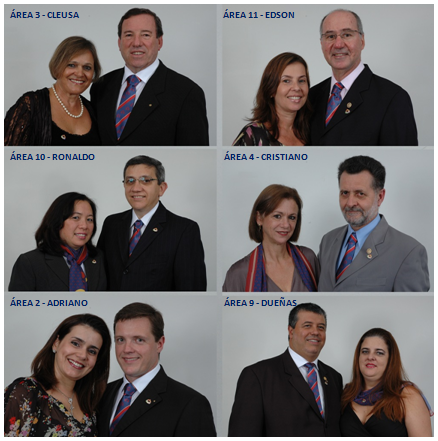 ÁREA 3 - CLEUSA
ÁREA 11 - EDSON
ÁREA 10 - RONALDO
ÁREA 4 - CRISTIANO
ÁREA 2 - ADRIANO
ÁREA 9 - DUEÑAS